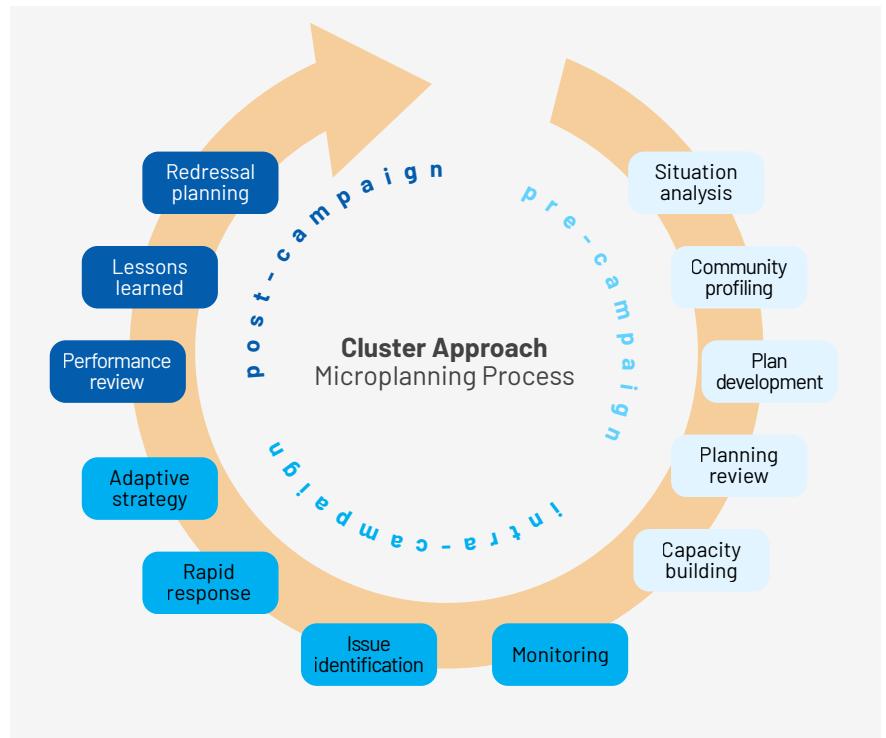 Cluster Approach
Microplanning Process
pre-campaign
Situation
analysis
Community
profiling
Plan
development
Planning
review
Capacity
building
intra-campaign
Monitoring
Issue
identification
Rapid
response
Adaptive
strategy
post-campaign
Performance
review
Lessons
learned
Redressal
planning